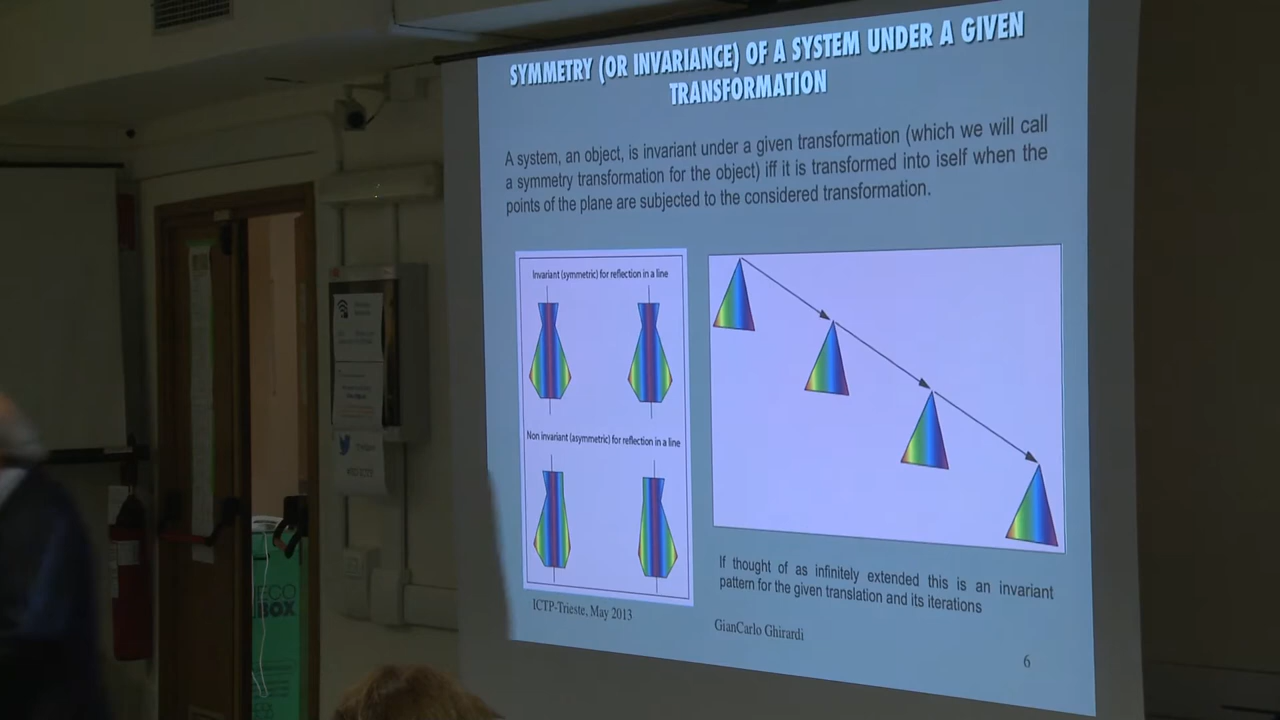 SYMMETRY (OR INVARIANCE) OF A SYSTEM UNDER A GIVEN
TRANSFORMATION
A system, an object, is invariant under a given transformation (which we will call
a symmetry transformation for the object) iff it is transformed into iself when the
points of the plane are subjected to the considered transformation.
Invariant (symmetric) for reflection in a line
Non invariant (asymmetric) for reflection in a line
If thought of as infinitely extended this is an invariant
pattern for the given translation and its iterations
ICTP-Trieste, May 2013
GianCarlo Ghirardi
6
ECO
BOX